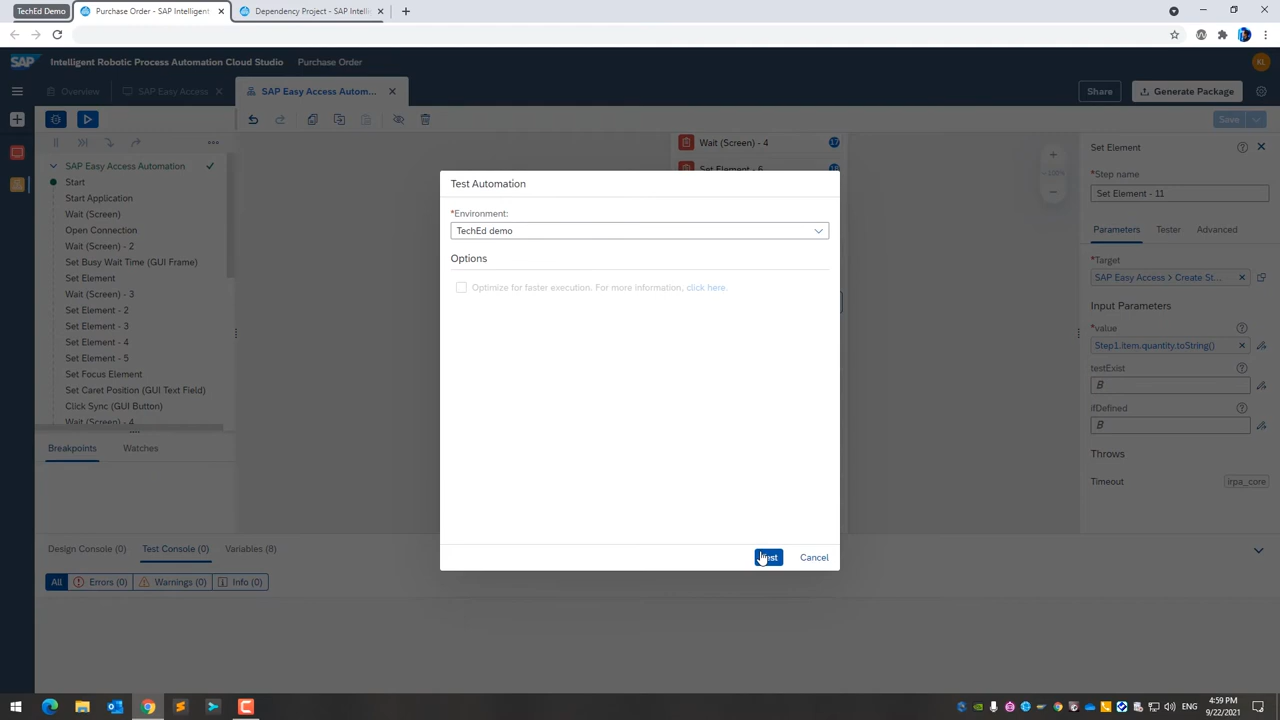 TechEd Demo
Purchase Order - SAP Intelligent
Dependency Project - SAP Intelli
SAP
Intelligent Robotic Process Automation Cloud Studio
Purchase Order
KL
Overview
SAP Easy Access
SAP Easy Access Autom...
Share
Generate Package
Save
SAP Easy Access Automation
Start
Start Application
Wait (Screen)
Open Connection
Wait (Screen) - 2
Set Busy Wait Time (GUI Frame)
Set Element
Wait (Screen) - 3
Set Element - 2
Set Element - 3
Set Element - 4
Set Element - 5
Set Focus Element
Set Caret Position (GUI Text Field)
Click Sync (GUI Button)
Wait (Screen) - 4
Breakpoints
Watches
Wait (Screen) - 4
17
Set Element - 6
~ 100%
Test Automation
*Environment:
TechEd demo
Options
Optimize for faster execution. For more information, click here.
Cancel
Set Element
*Step name
Set Element - 11
Parameters
Tester
Advanced
*Target
SAP Easy Access > Create St...
Input Parameters
*value
Step1.item.quantity.toString()
testExist
B
ifDefined
B
Throws
Timeout
irpa_core
Design Console (0)
Test Console (0)
Variables (8)
All
Errors (0)
Warnings (0)
Info (0)
ENG
4:59 PM
9/22/2021